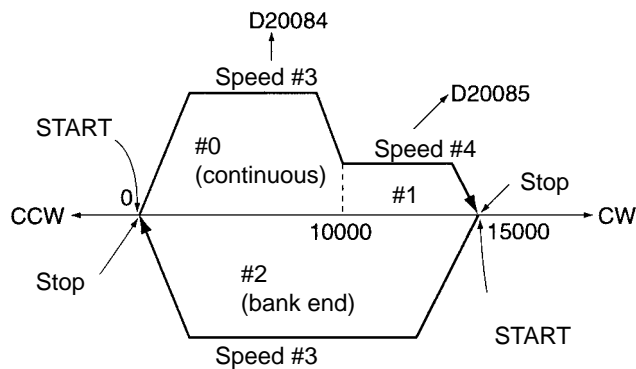 D20084
Speed #3
D20085
START
#0
(continuous)
Speed #4
0
#1
Stop
CCW
CW
10000
15000
Stop
#2
(bank end)
START
Speed #3